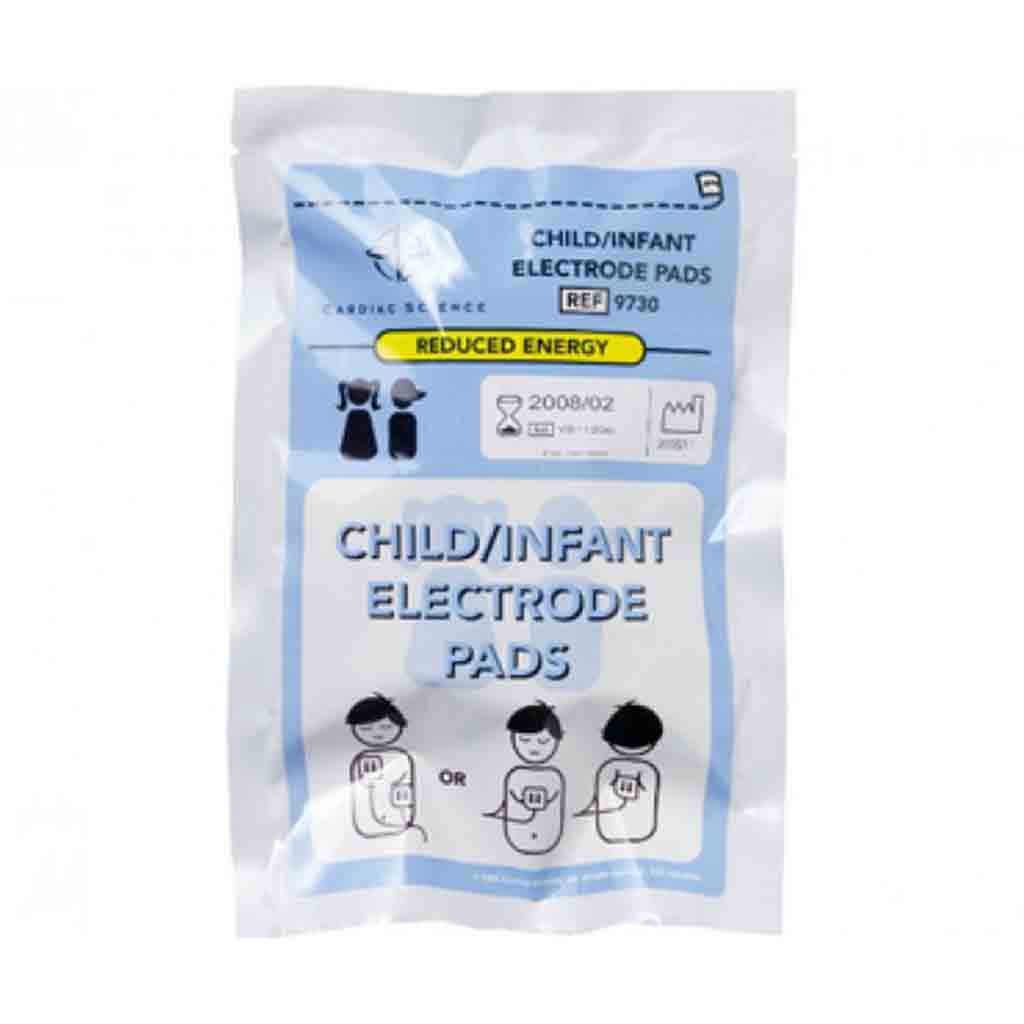 CHILD/INFANT
ELECTRODE PADS
REF 9730
CARDIAC SCIENCE
REDUCED ENERGY
2008/02
CHILD/INFANT
ELECTRODE
PADS
OR